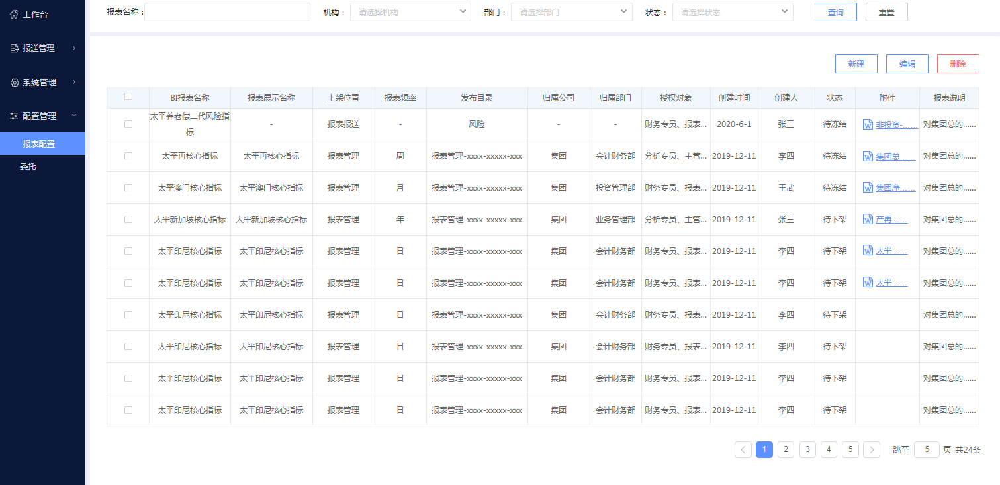 工作台
报送管理
系统管理
配置管理
报表配置
委托
报表名称： 机构： 请选择机构 部门： 请选择部门 状态： 请选择状态 查询 重置
新建 编辑 删除
BI报表名称 报表展示名称 上架位置 报表频率 发布目录 归属公司 归属部门 授权对象 创建时间 创建人 状态 附件 报表说明
太平养老偿二代风险指标 - 报表报送 - 风险 - - 财务专员、报表... 2020-6-1 张三 待冻结 非投资-…… 对集团总的......
太平再核心指标 太平再核心指标 报表管理 周 报表管理-xxxx-xxxxx-xxx 集团 会计财务部 分析专员、主管... 2019-12-11 李四 待冻结 集团总…… 对集团总的......
太平澳门核心指标 太平澳门核心指标 报表管理 月 报表管理-xxxx-xxxxx-xxx 集团 投资管理部 财务专员、报表... 2019-12-11 王武 待冻结 集团净…… 对集团总的......
太平新加坡核心指标 太平新加坡核心指标 报表管理 年 报表管理-xxxx-xxxxx-xxx 集团 业务管理部 分析专员、主管... 2019-12-11 张三 待下架 产再…… 对集团总的......
太平印尼核心指标 太平印尼核心指标 报表管理 日 报表管理-xxxx-xxxxx-xxx 集团 会计财务部 财务专员、报表... 2019-12-11 李四 待下架 太平…… 对集团总的......
太平印尼核心指标 太平印尼核心指标 报表管理 日 报表管理-xxxx-xxxxx-xxx 集团 会计财务部 财务专员、报表... 2019-12-11 李四 待下架 太平…… 对集团总的......
太平印尼核心指标 太平印尼核心指标 报表管理 日 报表管理-xxxx-xxxxx-xxx 集团 会计财务部 财务专员、报表... 2019-12-11 李四 待下架 对集团总的......
太平印尼核心指标 太平印尼核心指标 报表管理 日 报表管理-xxxx-xxxxx-xxx 集团 会计财务部 财务专员、报表... 2019-12-11 李四 待下架 对集团总的......
太平印尼核心指标 太平印尼核心指标 报表管理 日 报表管理-xxxx-xxxxx-xxx 集团 会计财务部 财务专员、报表... 2019-12-11 李四 待下架 对集团总的......
太平印尼核心指标 太平印尼核心指标 报表管理 日 报表管理-xxxx-xxxxx-xxx 集团 会计财务部 财务专员、报表... 2019-12-11 李四 待下架 对集团总的......
1 2 3 4 5 跳至 5 页 共24条